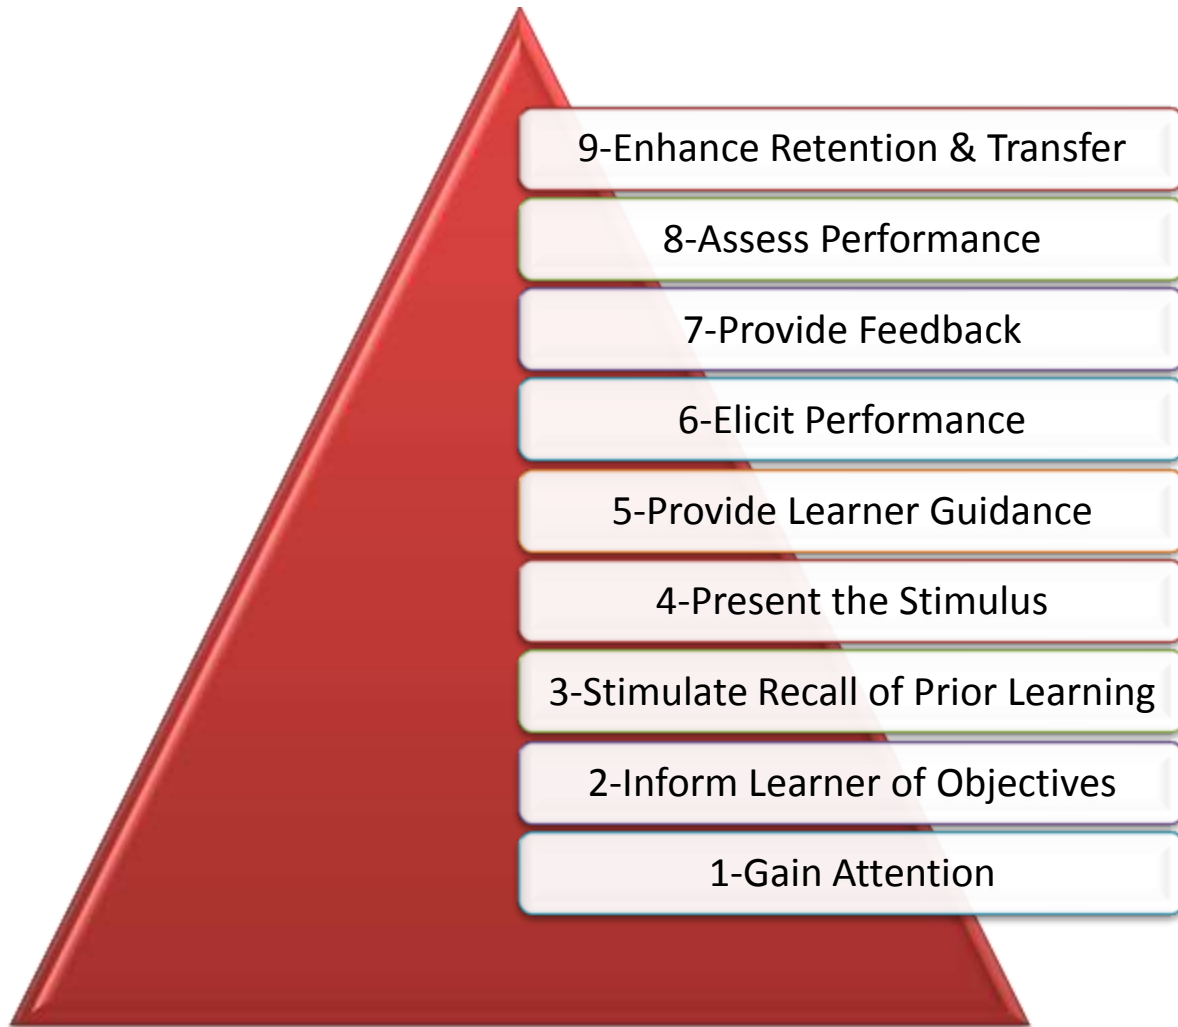 9-Enhance Retention & Transfer
8-Assess Performance
7-Provide Feedback
6-Elicit Performance
5-Provide Learner Guidance
4-Present the Stimulus
3-Stimulate Recall of Prior Learning
2-Inform Learner of Objectives
1-Gain Attention